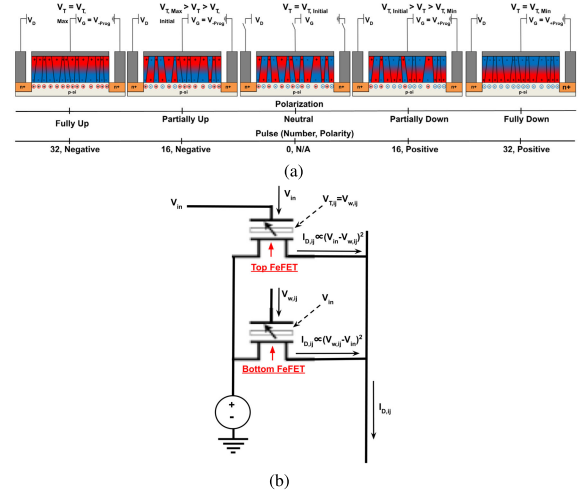 V_T = V_T,
Max
V_G = V_-Prog
V_D
V_T, Max > V_T > V_T,
Initial
V_G = V_-Prog
V_D
V_T = V_T, Initial
V_D
V_G
V_T, Initial > V_T > V_T, Min
V_D
V_G = V_+Prog
V_T = V_T, Min
V_D
V_G = V_+Prog
n+ p-si n+ n+ p-si n+ n+ p-si n+ n+ p-si n+ n+ p-si n+
Polarization
Fully Up Partially Up Neutral Partially Down Fully Down
Pulse (Number, Polarity)
32, Negative 16, Negative 0, N/A 16, Positive 32, Positive
(a)
V_in
V_in
V_T,ij=V_w,ij
I_D,ij∝(V_in-V_w,ij)^2
Top FeFET
V_w,ij
V_in
I_D,ij∝(V_w,ij-V_in)^2
Bottom FeFET
+
-
I_D,ij
(b)